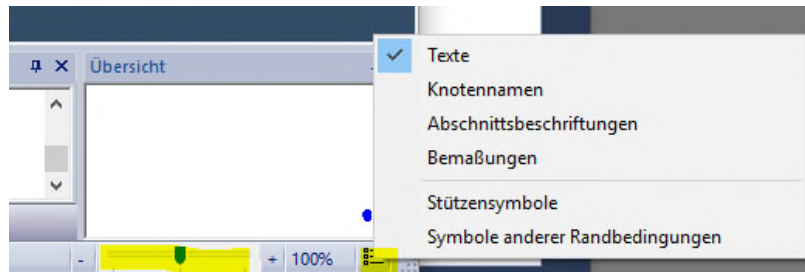 Übersicht
Texte
Knotennamen
Abschnittsbeschriftungen
Bemaßungen
Stützensymbole
Symbole anderer Randbedingungen
- + 100%